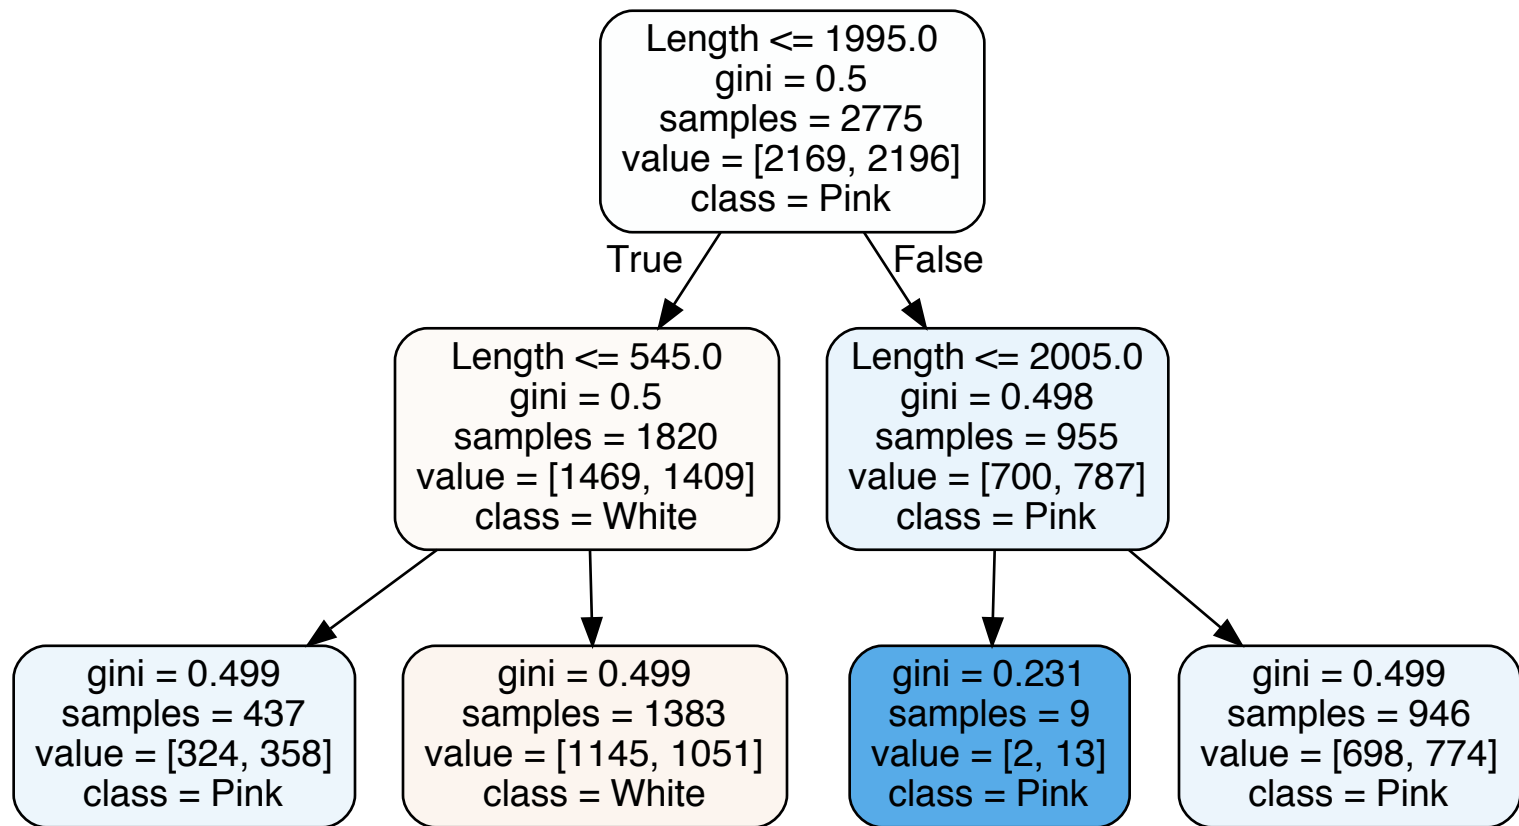 Length <= 1995.0
gini = 0.5
samples = 2775
value = [2169, 2196]
class = Pink
True
False
Length <= 545.0
gini = 0.5
samples = 1820
value = [1469, 1409]
class = White
Length <= 2005.0
gini = 0.498
samples = 955
value = [700, 787]
class = Pink
gini = 0.499
samples = 437
value = [324, 358]
class = Pink
gini = 0.499
samples = 1383
value = [1145, 1051]
class = White
gini = 0.231
samples = 9
value = [2, 13]
class = Pink
gini = 0.499
samples = 946
value = [698, 774]
class = Pink